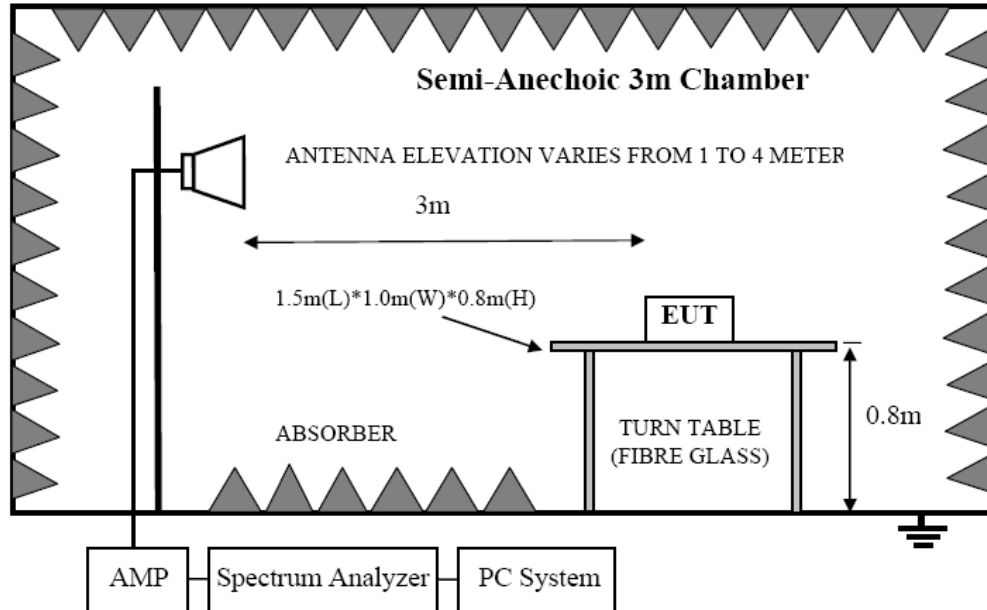 Semi-Anechoic 3m Chamber
ANTENNA ELEVATION VARIES FROM 1 TO 4 METER
3m
1.5m(L)*1.0m(W)*0.8m(H)
EUT
0.8m
ABSORBER
TURN TABLE
(FIBRE GLASS)
AMP
Spectrum Analyzer
PC System